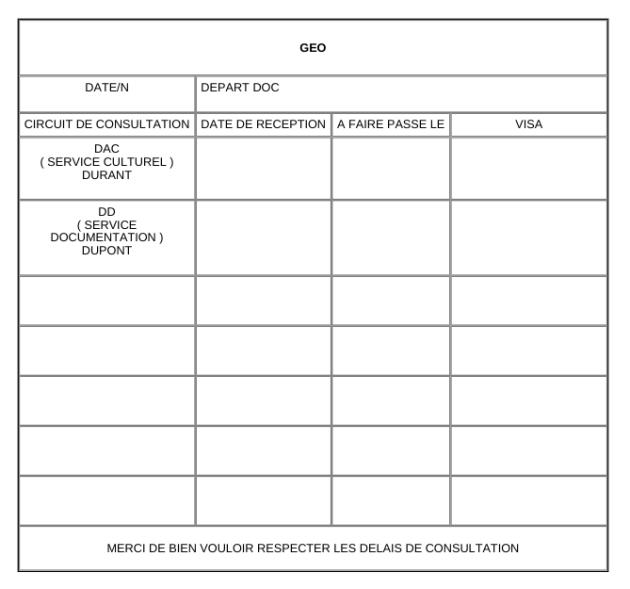 GEO
DATE/N
DEPART DOC
CIRCUIT DE CONSULTATION
DATE DE RECEPTION
A FAIRE PASSE LE
VISA
DAC
( SERVICE CULTUREL )
DURANT
DD
( SERVICE
DOCUMENTATION )
DUPONT
MERCI DE BIEN VOULOIR RESPECTER LES DELAIS DE CONSULTATION